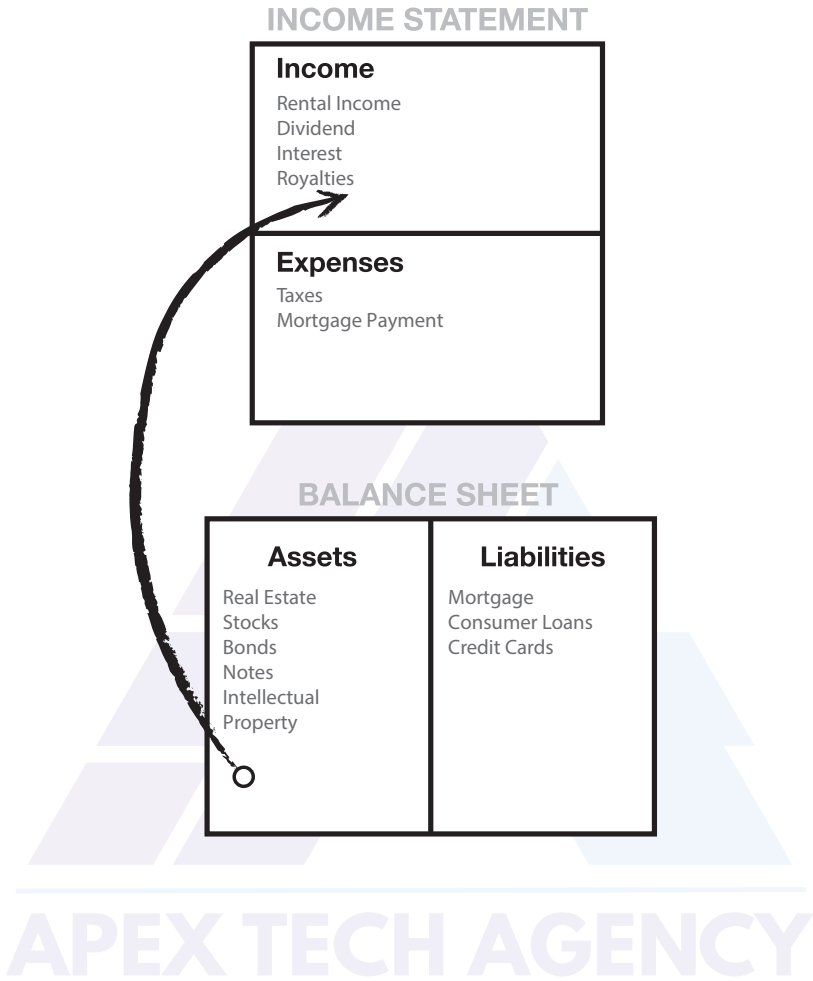 INCOME STATEMENT
Income
Rental Income
Dividend
Interest
Royalties
Expenses
Taxes
Mortgage Payment
BALANCE SHEET
Assets
Real Estate
Stocks
Bonds
Notes
Intellectual
Property
Liabilities
Mortgage
Consumer Loans
Credit Cards
APEX TECH AGENCY